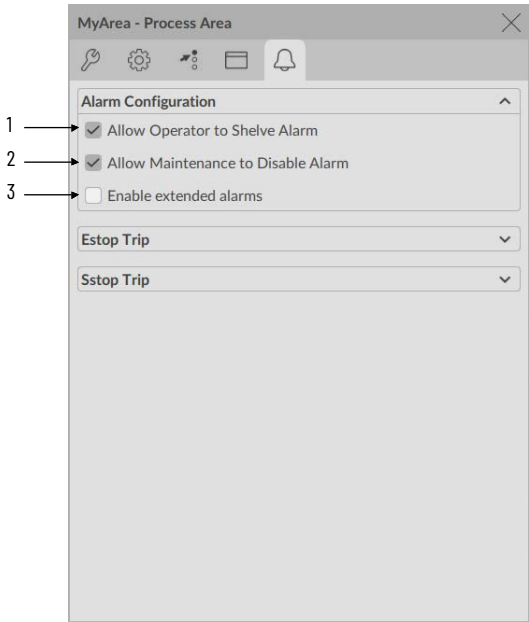 MyArea - Process Area
Alarm Configuration
1 Allow Operator to Shelve Alarm
2 Allow Maintenance to Disable Alarm
3 Enable extended alarms
Estop Trip
Sstop Trip